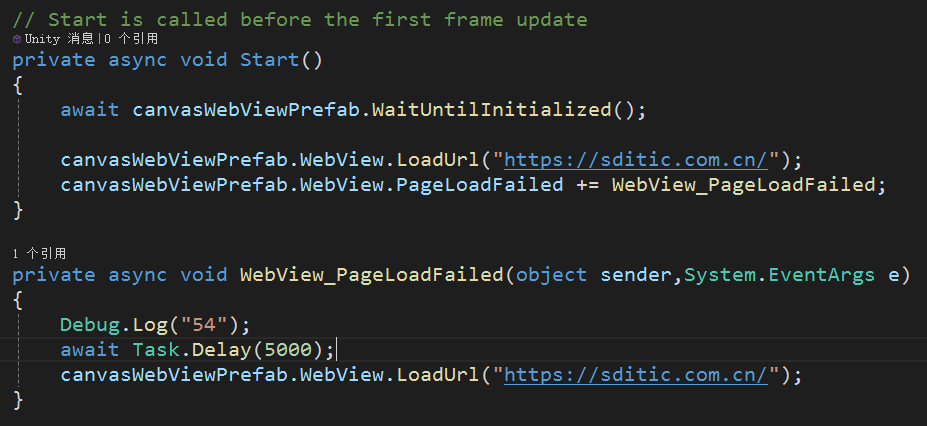 // Start is called before the first frame update
Unity 消息|0 个引用
private async void Start()
{
await canvasWebViewPrefab.WaitUntilInitialized();
canvasWebViewPrefab.WebView.LoadUrl("https://sditic.com.cn/");
canvasWebViewPrefab.WebView.PageLoadFailed += WebView_PageLoadFailed;
}
1 个引用
private async void WebView_PageLoadFailed(object sender,System.EventArgs e)
{
Debug.Log("54");
await Task.Delay(5000);
canvasWebViewPrefab.WebView.LoadUrl("https://sditic.com.cn/");
}